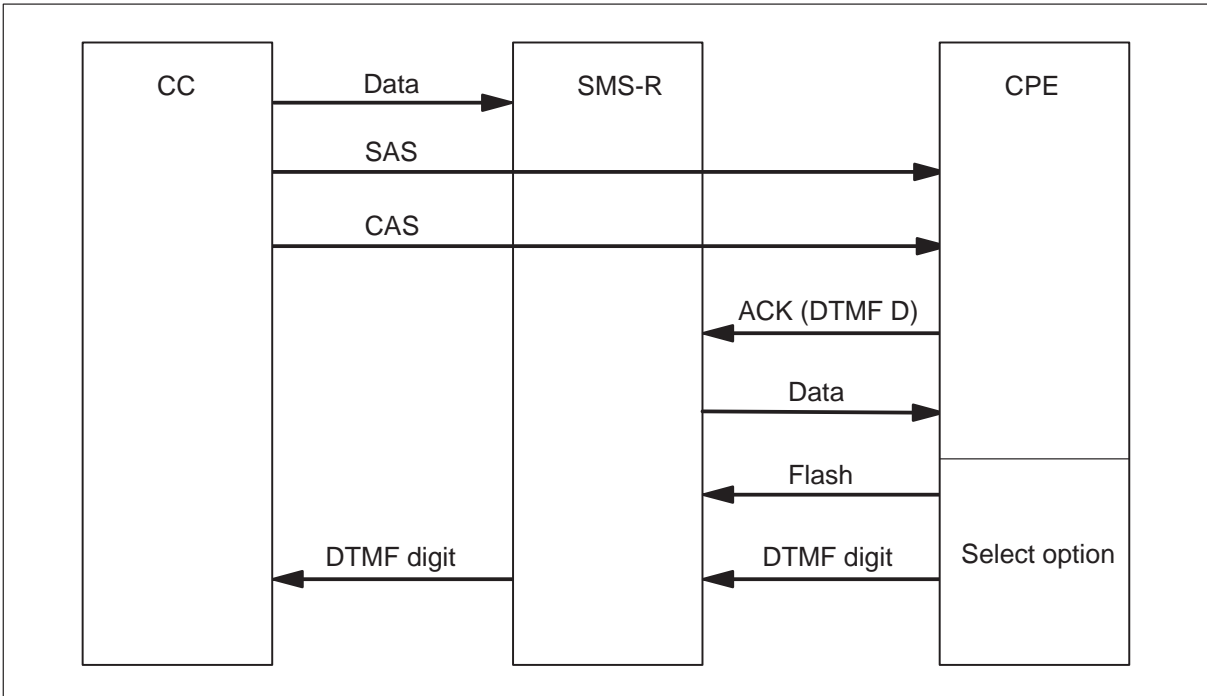 CC
Data
SMS-R
CPE
SAS
CAS
ACK (DTMF D)
Data
Flash
DTMF digit
DTMF digit
Select option